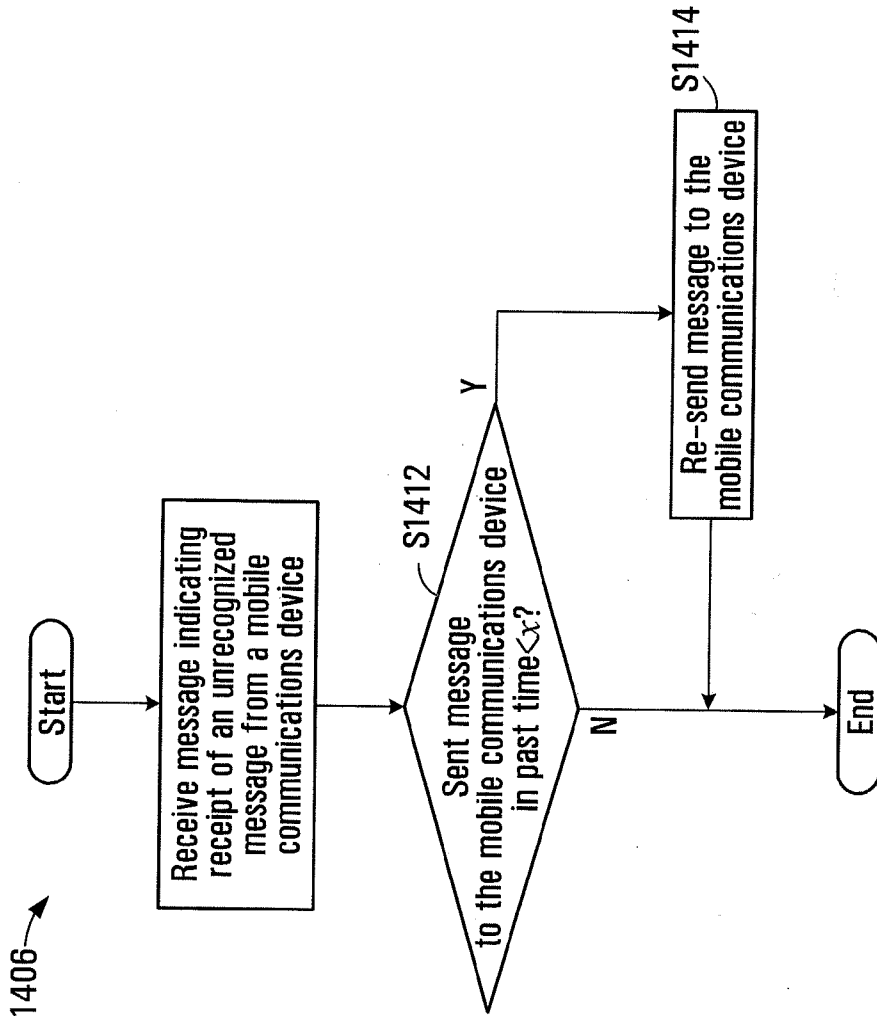 1406
Start
Receive message indicating
receipt of an unrecognized
message from a mobile
communications device
S1412
Sent message
to the mobile communications device
in past time<x?
Y
N
S1414
Re-send message to the
mobile communications device
End